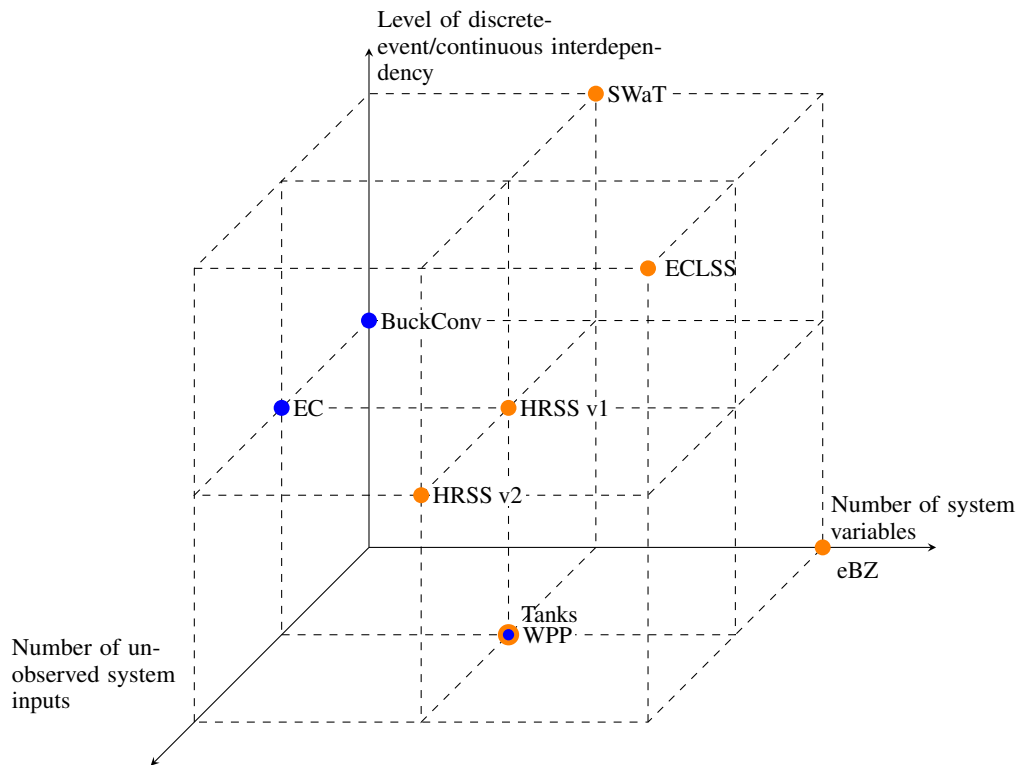 Level of discrete-
event/continuous interdepen-
dency
SWaT
ECLSS
BuckConv
EC
HRSS v1
HRSS v2
Number of system
variables
eBZ
Tanks
WPP
Number of un-
observed system
inputs